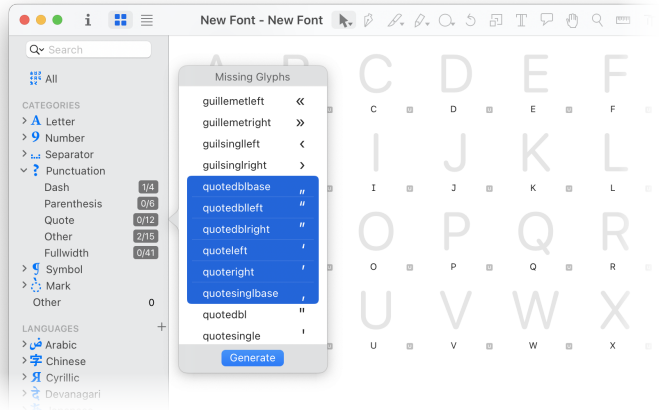 New Font - New Font
Search
All
CATEGORIES
Letter
Number
Separator
Punctuation
Dash 1/4
Parenthesis 0/6
Quote 0/12
Other 2/15
Fullwidth 0/41
Symbol
Mark
Other 0
LANGUAGES
Arabic
字 Chinese
Я Cyrillic
Devanagari
Missing Glyphs
guillemetleft «
guillemetright »
guilsinglleft ‹
guilsinglright ›
quotedblbase „
quotedblleft “
quotedblright ”
quoteleft ‘
quoteright ’
quotesinglbase ‚
quotedbl "
quotesingle '
Generate
C D E F
C D E F
I J K L
I J K L
O P Q R
O P Q R
U V W X
U V W X